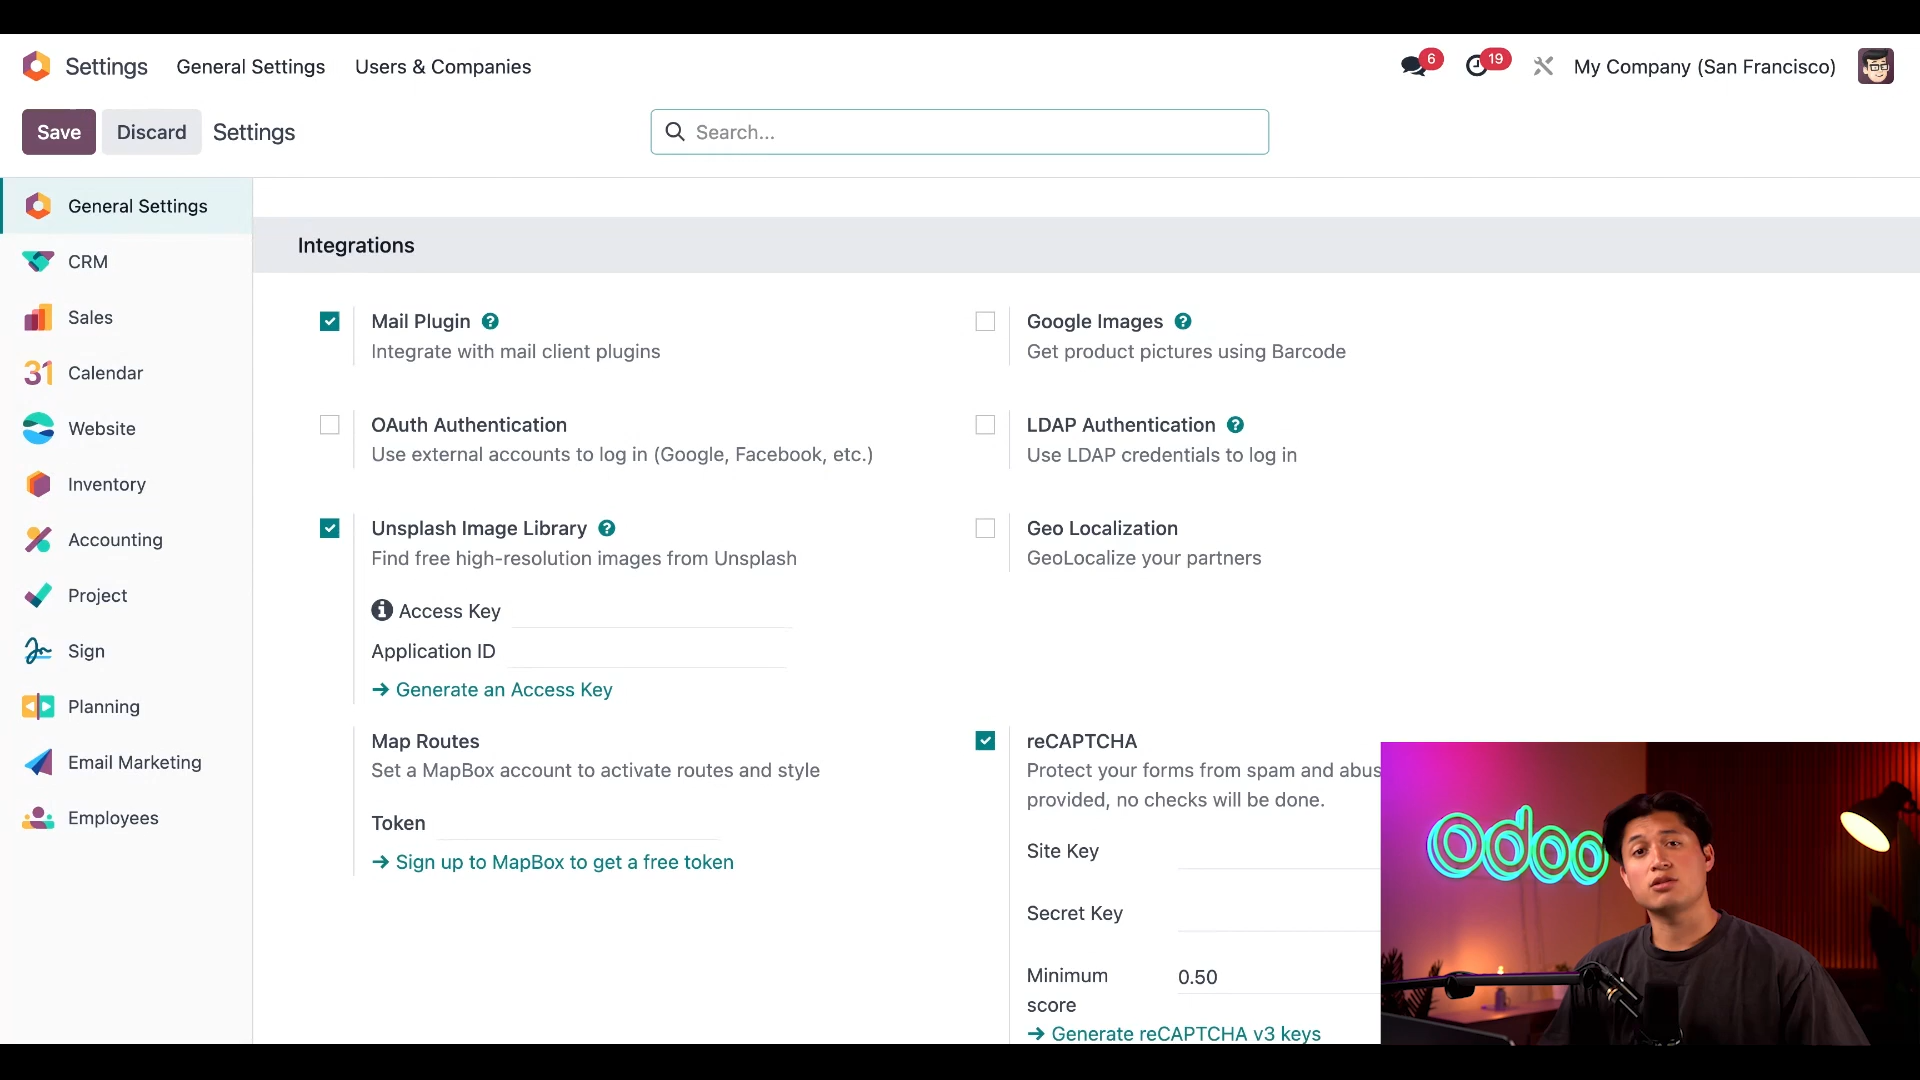 Settings
General Settings
Users & Companies
6
19
My Company (San Francisco)
Save
Discard
Settings
Search...
General Settings
CRM
Sales
31 Calendar
Website
Inventory
Accounting
Project
Sign
Planning
Email Marketing
Employees
Integrations
Mail Plugin ?
Integrate with mail client plugins
Google Images ?
Get product pictures using Barcode
OAuth Authentication
Use external accounts to log in (Google, Facebook, etc.)
LDAP Authentication ?
Use LDAP credentials to log in
Unsplash Image Library ?
Find free high-resolution images from Unsplash
Access Key
Application ID
→ Generate an Access Key
Geo Localization
GeoLocalize your partners
Map Routes
Set a MapBox account to activate routes and style
Token
→ Sign up to MapBox to get a free token
reCAPTCHA
Protect your forms from spam and abus
provided, no checks will be done.
Site Key
Secret Key
Minimum
score
0.50
→ Generate reCAPTCHA v3 keys
odoo